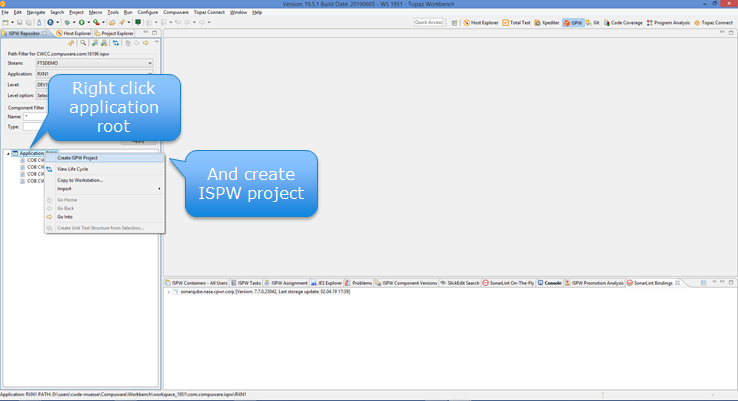 Version: 19.5.1 Build Date: 20190605 - WS 1951 - Topaz Workbench
File Edit Navigate Search Project Macro Tools Run Configure Compuware Topaz Connect Window Help
Quick Access Host Explorer Total Test Xpediter ISPW Git Code Coverage Program Analysis Topaz Connect
ISPW Repositor Host Explorer Project Explorer
Path Filter for CWCC.compuware.com:16196 ispw
Stream: FTSDEMO
Application: RXN1
Level: DEV1
Level option: Selec
Component Filter
Name: *
Type:
Apply
Right click
application
root
Application:
COB CW
COB CW
COB CW
COB CW
Create ISPW Project
View Life Cycle
Copy to Workstation...
Import
Go Home
Go Back
Go Into
Create Unit Test Structure from Selection...
And create
ISPW project
ISPW Containers - All Users ISPW Tasks ISPW Assignment JES Explorer Problems ISPW Component Versions SlickEdit Search SonarLint On-The-Fly Console ISPW Promotion Analysis SonarLint Bindings
sonarqube.nasa.cpwr.corp [Version: 7.7.0.23042, Last storage update: 02.04.19 17:39]
Application: RXN1 PATH: D:\users\cwde-muasse\Compuware\Workbench\workspace_1951\com.compuware.ispw\RXN1